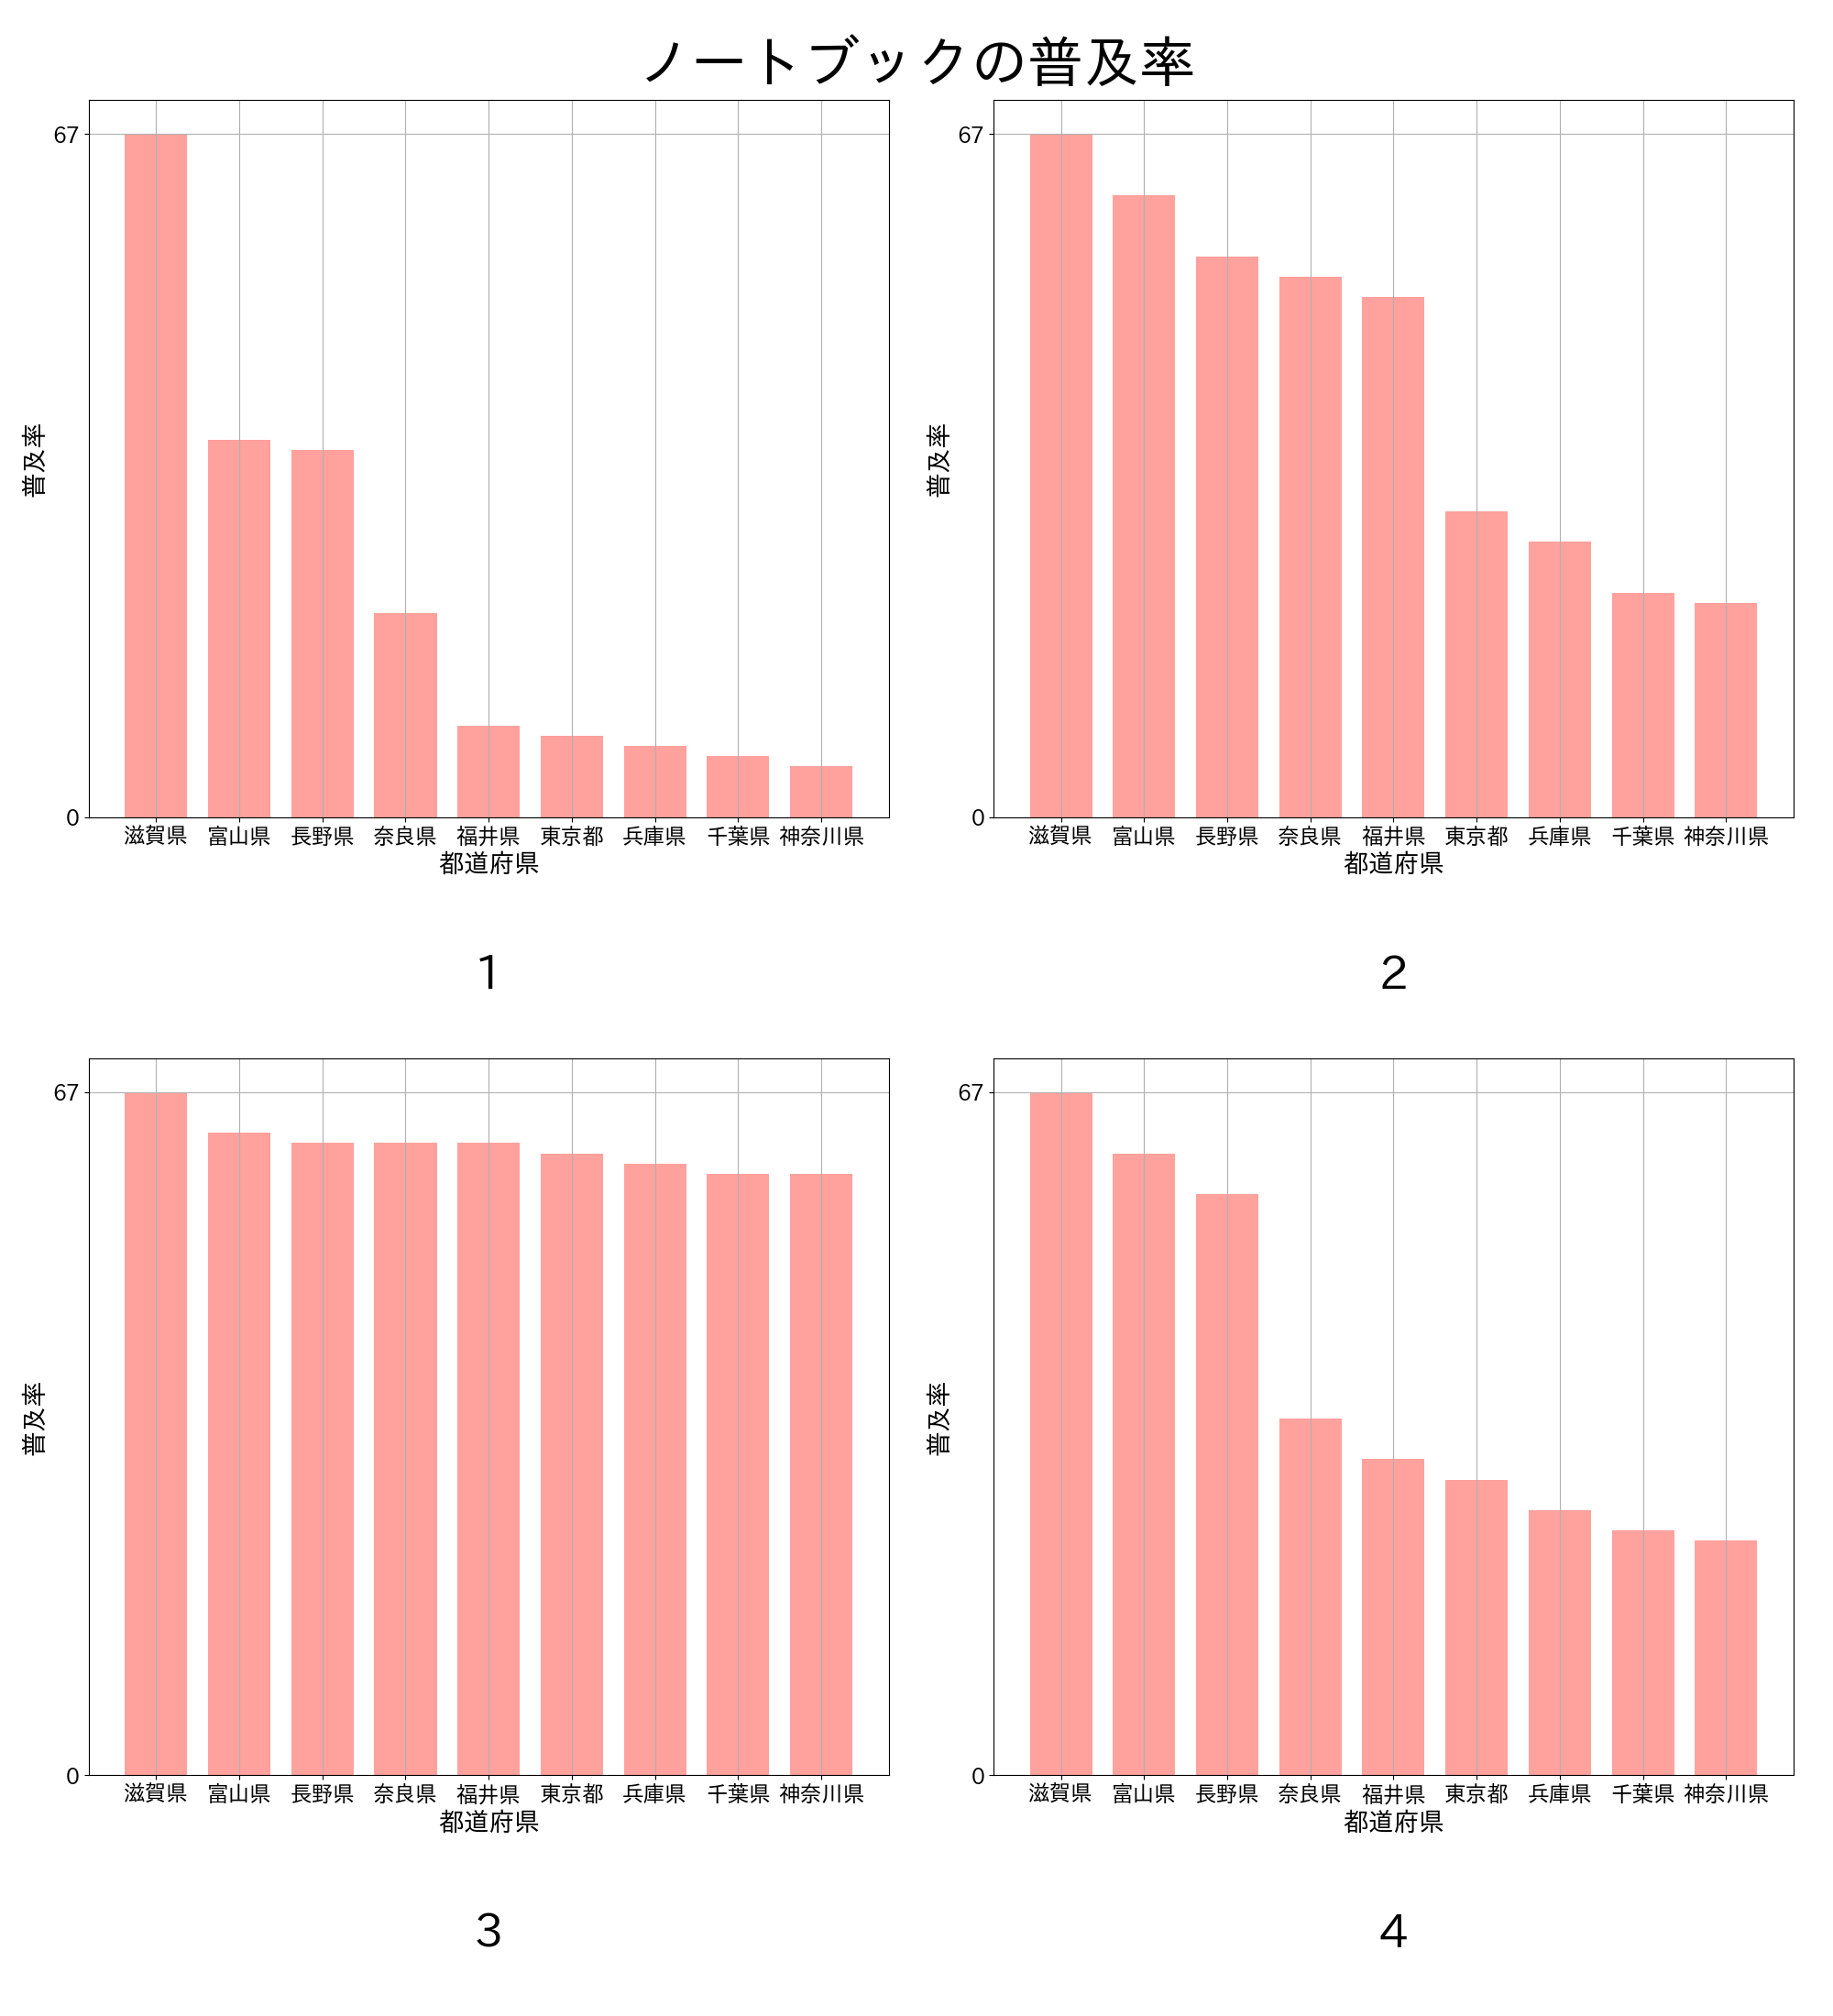 ノートブックの普及率
67
普及率
0
滋賀県 富山県 長野県 奈良県 福井県 東京都 兵庫県 千葉県 神奈川県
都道府県
1
67
普及率
0
滋賀県 富山県 長野県 奈良県 福井県 東京都 兵庫県 千葉県 神奈川県
都道府県
2
67
普及率
0
滋賀県 富山県 長野県 奈良県 福井県 東京都 兵庫県 千葉県 神奈川県
都道府県
3
67
普及率
0
滋賀県 富山県 長野県 奈良県 福井県 東京都 兵庫県 千葉県 神奈川県
都道府県
4